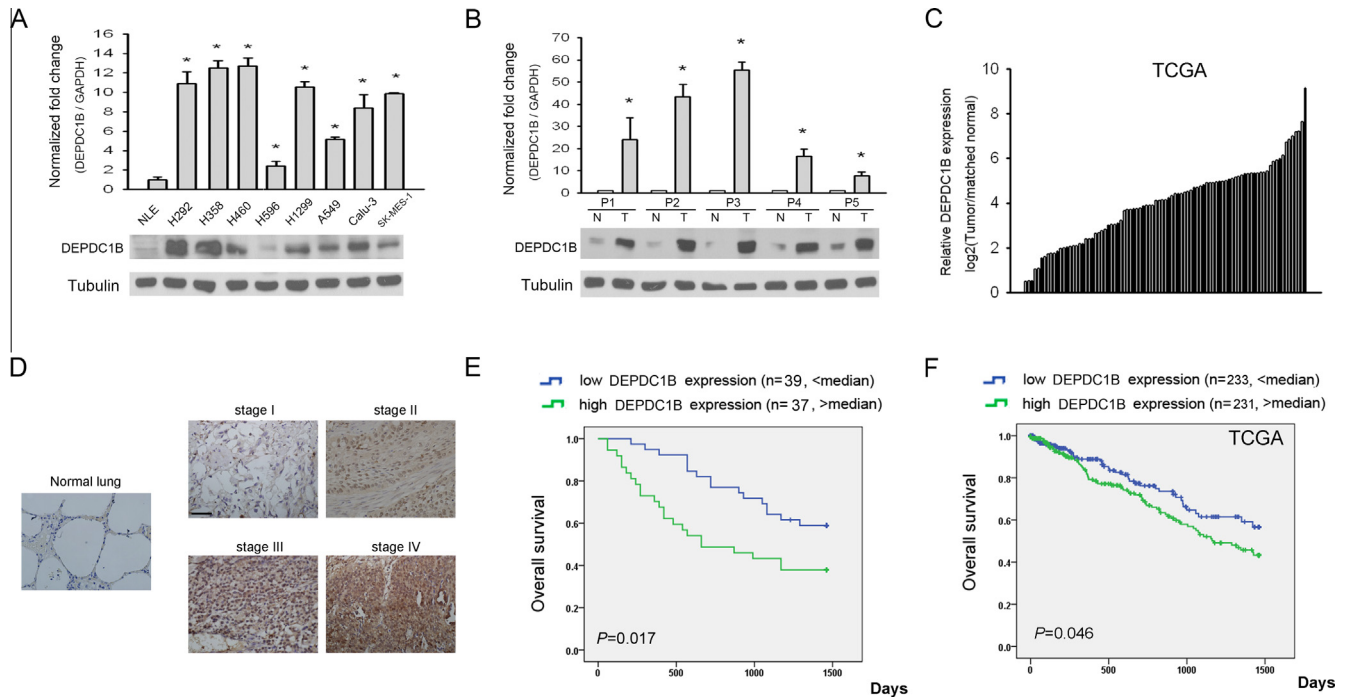 A
Normalized fold change
(DEPDC1B / GAPDH)
16
14
12
10
8
6
4
2
0
* * * * * * * *
NLE H292 H358 H460 H596 H1299 A549 Calu-3 SK-MES-1
DEPDC1B
Tubulin
B
Normalized fold change
(DEPDC1B / GAPDH)
70
60
50
40
30
20
10
0
* * * * *
P1 P2 P3 P4 P5
N T N T N T N T N T
DEPDC1B
Tubulin
C
TCGA
Relative DEPDC1B expression
log2(Tumor/matched normal)
10
8
6
4
2
0
D
Normal lung
stage I
stage II
stage III
stage IV
E
low DEPDC1B expression (n=39, <median)
high DEPDC1B expression (n=37, >median)
Overall survival
1.0
0.8
0.6
0.4
0.2
0.0
P=0.017
0 500 1000 1500
Days
F
low DEPDC1B expression (n=233, <median)
high DEPDC1B expression (n=231, >median)
TCGA
Overall survival
1.0
0.8
0.6
0.4
0.2
0.0
P=0.046
0 500 1000 1500
Days